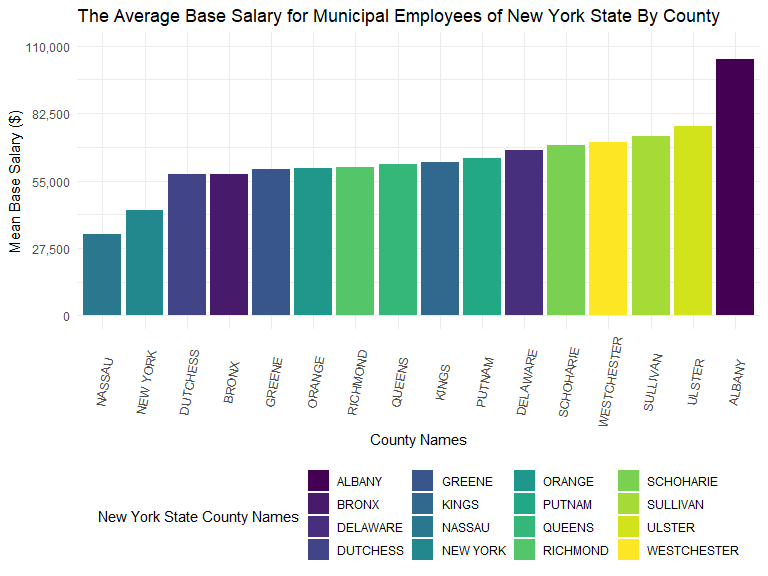 The Average Base Salary for Municipal Employees of New York State By County
Mean Base Salary ($)
110,000
82,500
55,000
27,500
0
NASSAU
NEW YORK
DUTCHESS
BRONX
GREENE
ORANGE
RICHMOND
QUEENS
KINGS
PUTNAM
DELAWARE
SCHOHARIE
WESTCHESTER
SULLIVAN
ULSTER
ALBANY
County Names
New York State County Names
ALBANY
BRONX
DELAWARE
DUTCHESS
GREENE
KINGS
NASSAU
NEW YORK
ORANGE
PUTNAM
QUEENS
RICHMOND
SCHOHARIE
SULLIVAN
ULSTER
WESTCHESTER